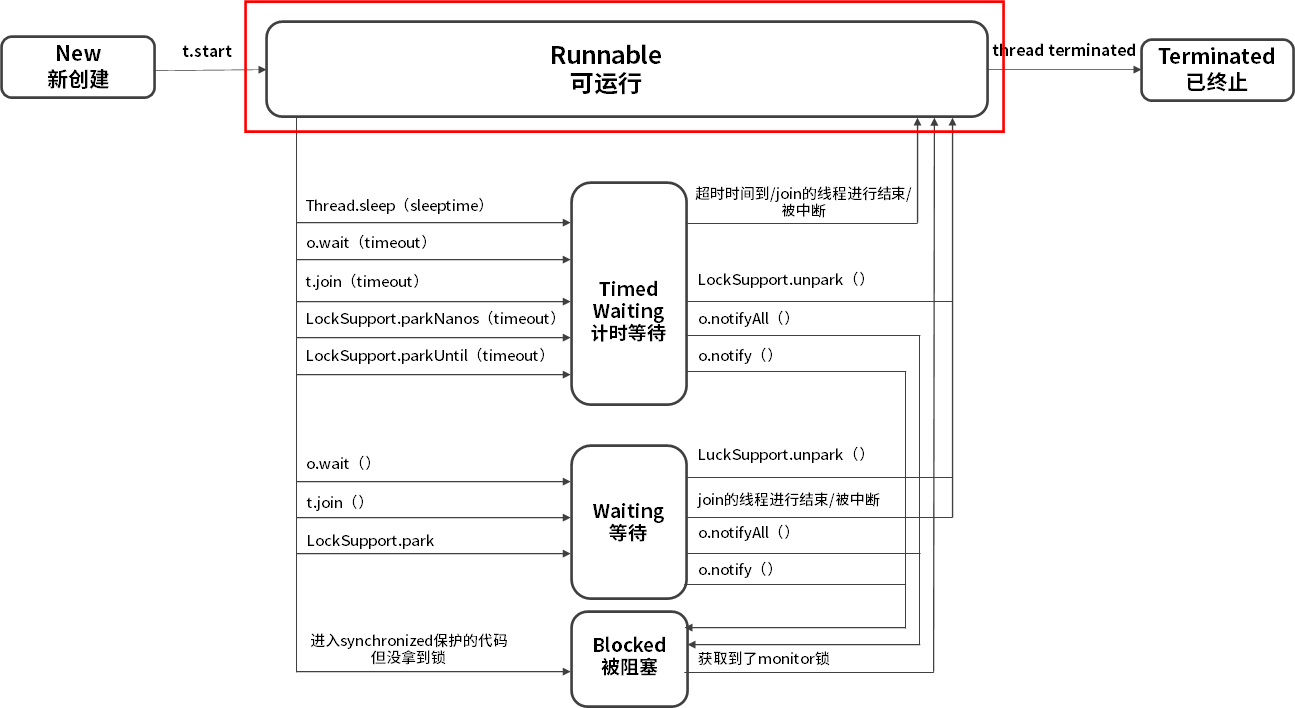 New
新创建
t.start
Runnable
可运行
thread terminated
Terminated
已终止
Thread.sleep（sleeptime）
o.wait（timeout）
t.join（timeout）
LockSupport.parkNanos（timeout）
LockSupport.parkUntil（timeout）
Timed
Waiting
计时等待
超时时间到/join的线程进行结束/
被中断
LockSupport.unpark（）
o.notifyAll（）
o.notify（）
o.wait（）
t.join（）
LockSupport.park
Waiting
等待
LuckSupport.unpark（）
join的线程进行结束/被中断
o.notifyAll（）
o.notify（）
进入synchronized保护的代码
但没拿到锁
Blocked
被阻塞
获取到了monitor锁